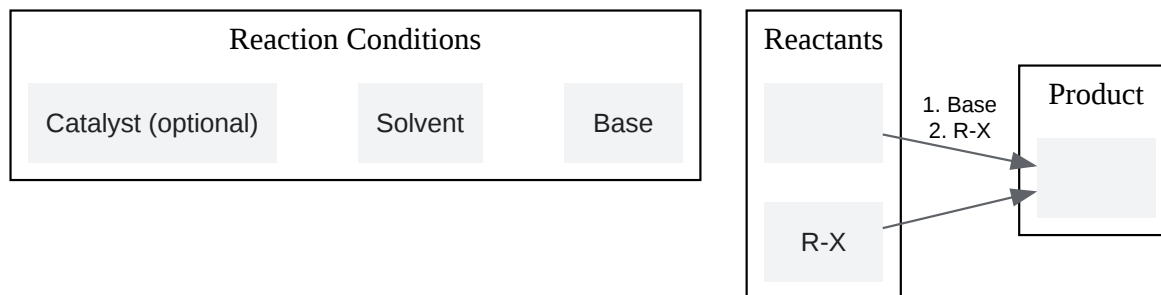 Reaction Conditions
Catalyst (optional)
Solvent
Base
Reactants
R-X
1. Base
2. R-X
Product